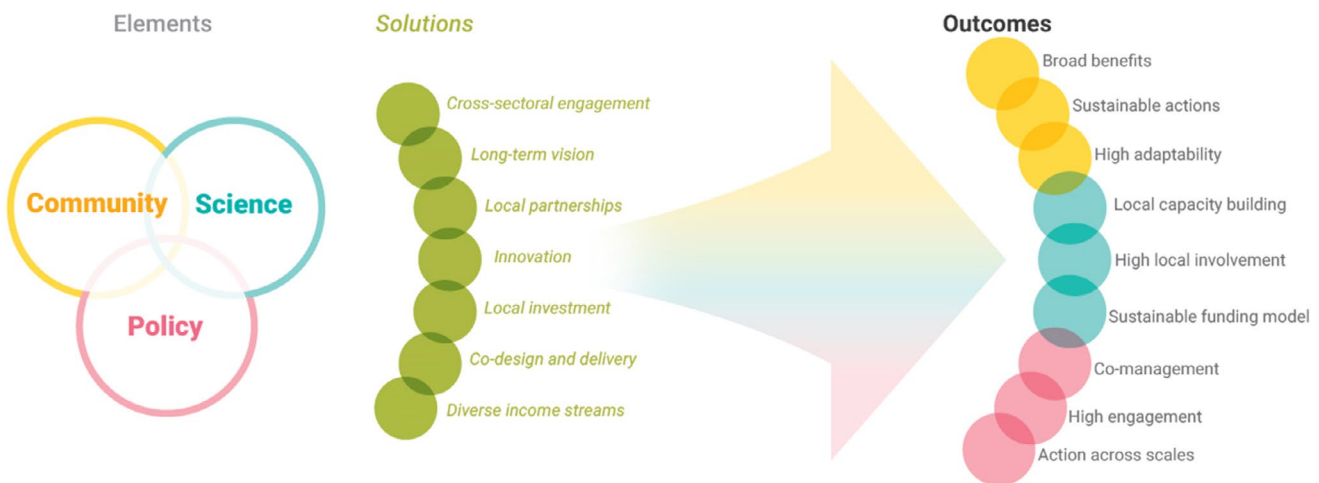 Elements
Community
Science
Policy
Solutions
Cross-sectoral engagement
Long-term vision
Local partnerships
Innovation
Local investment
Co-design and delivery
Diverse income streams
Outcomes
Broad benefits
Sustainable actions
High adaptability
Local capacity building
High local involvement
Sustainable funding model
Co-management
High engagement
Action across scales